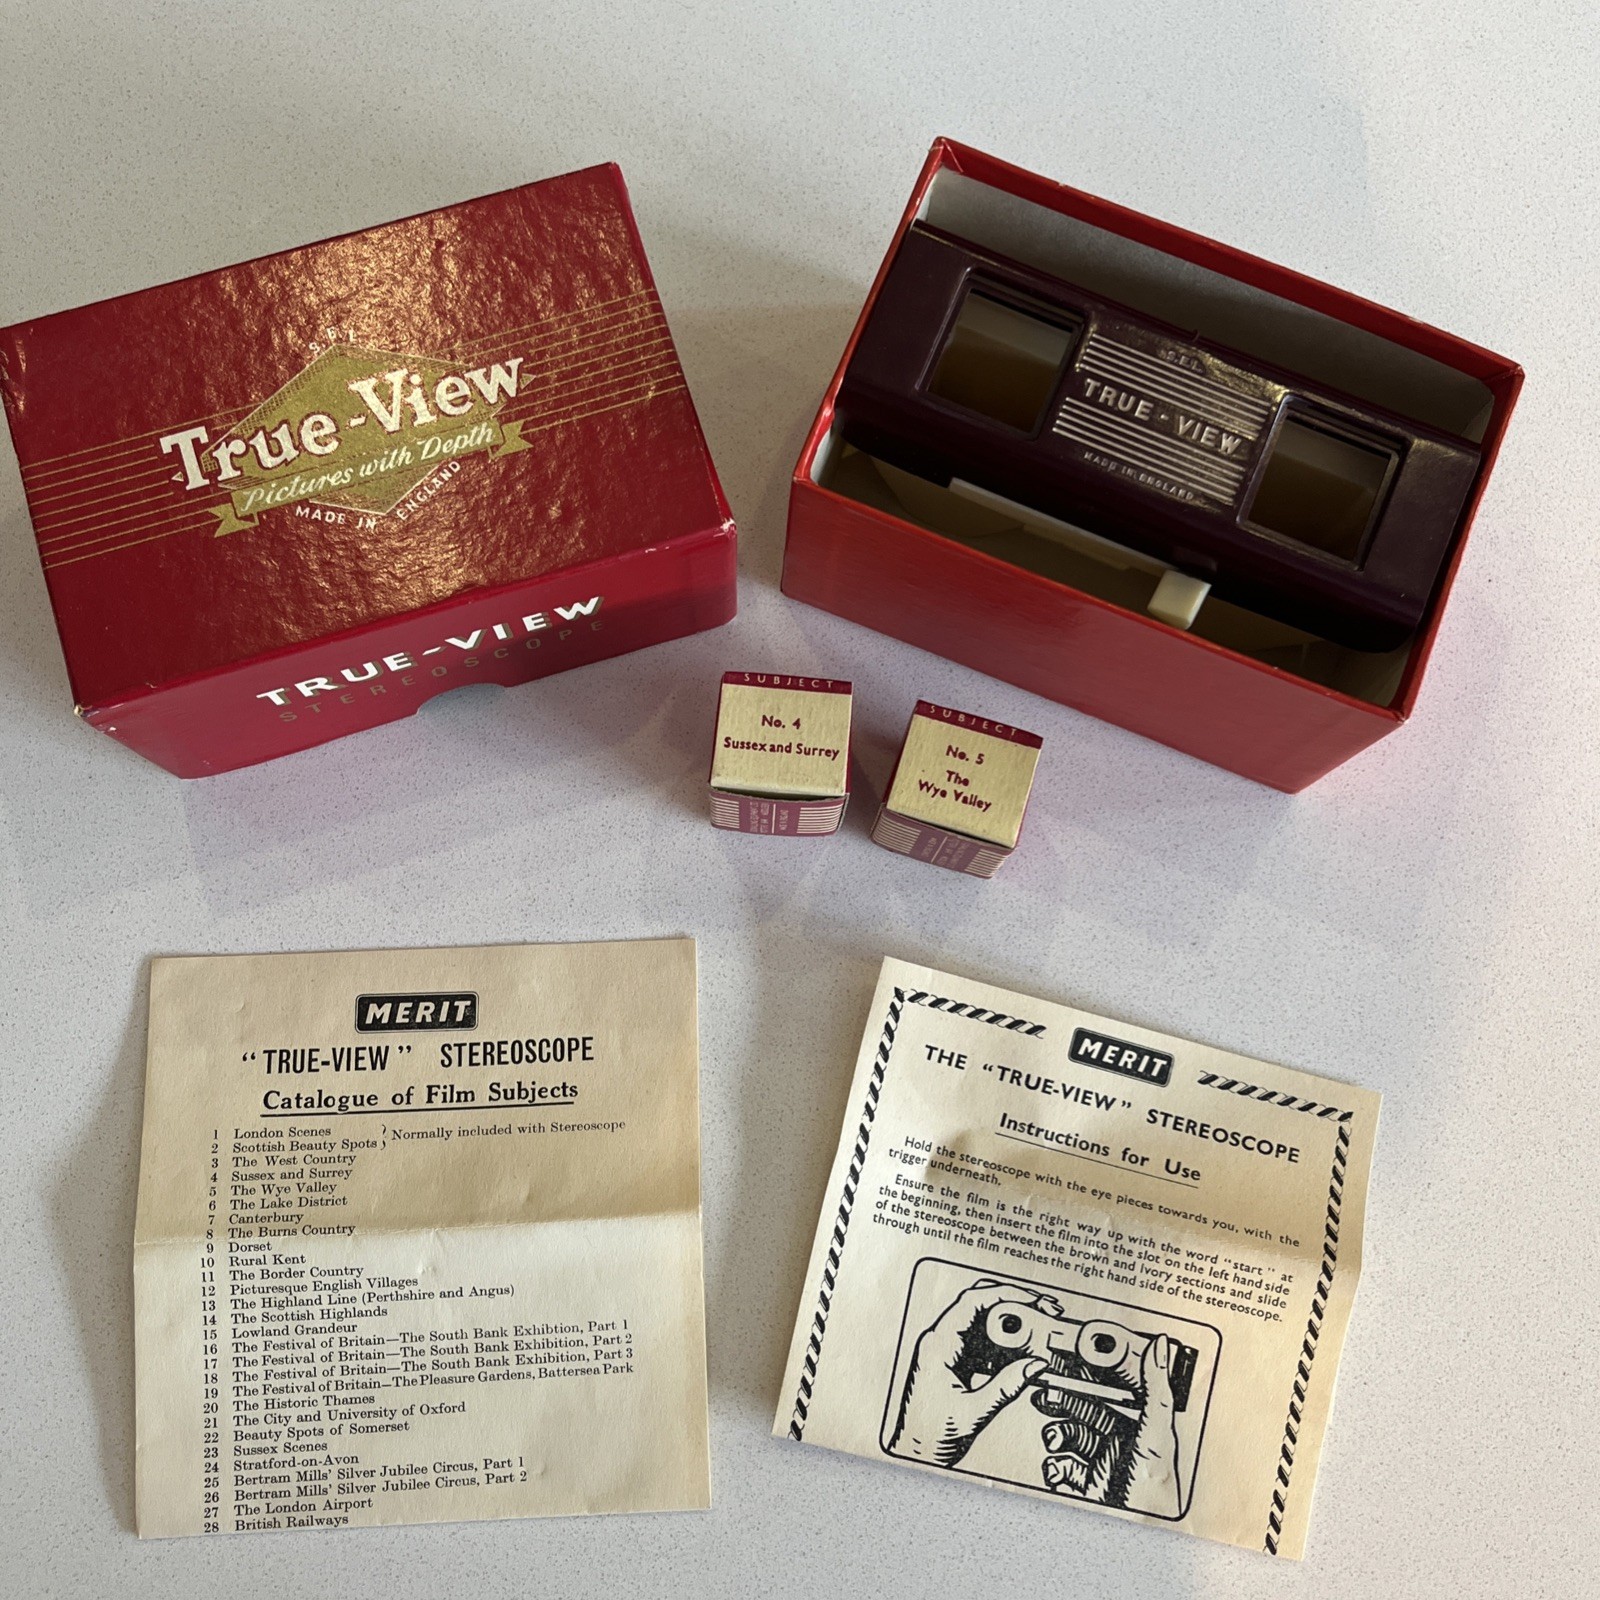 S.E.L
True-View
Pictures with Depth
MADE IN ENGLAND
TRUE-VIEW
STEREOSCOPE
S.E.L
TRUE-VIEW
MADE IN ENGLAND
SUBJECT
No. 4
Sussex and Surrey
SUBJECT
No. 5
The
Wye Valley
MERIT
“TRUE-VIEW” STEREOSCOPE
Catalogue of Film Subjects
1 London Scenes } Normally included with Stereoscope
2 Scottish Beauty Spots
3 The West Country
4 Sussex and Surrey
5 The Wye Valley
6 The Lake District
7 Canterbury
8 The Burns Country
9 Dorset
10 Rural Kent
11 The Border Country
12 Picturesque English Villages
13 The Highland Line (Perthshire and Angus)
14 The Scottish Highlands
15 Lowland Grandeur
16 The Festival of Britain—The South Bank Exhibtion, Part 1
17 The Festival of Britain—The South Bank Exhibition, Part 2
18 The Festival of Britain—The South Bank Exhibition, Part 3
19 The Festival of Britain—The Pleasure Gardens, Battersea Park
20 The Historic Thames
21 The City and University of Oxford
22 Beauty Spots of Somerset
23 Sussex Scenes
24 Stratford-on-Avon
25 Bertram Mills’ Silver Jubilee Circus, Part 1
26 Bertram Mills’ Silver Jubilee Circus, Part 2
27 The London Airport
28 British Railways
MERIT
THE “TRUE-VIEW” STEREOSCOPE
Instructions for Use
Hold the stereoscope with the eye pieces towards you, with the
trigger underneath.
Ensure the film is the right way up with the word “start” at
the beginning, then insert the film into the slot on the left hand side
of the stereoscope between the brown and ivory sections and slide
through until the film reaches the right hand side of the stereoscope.